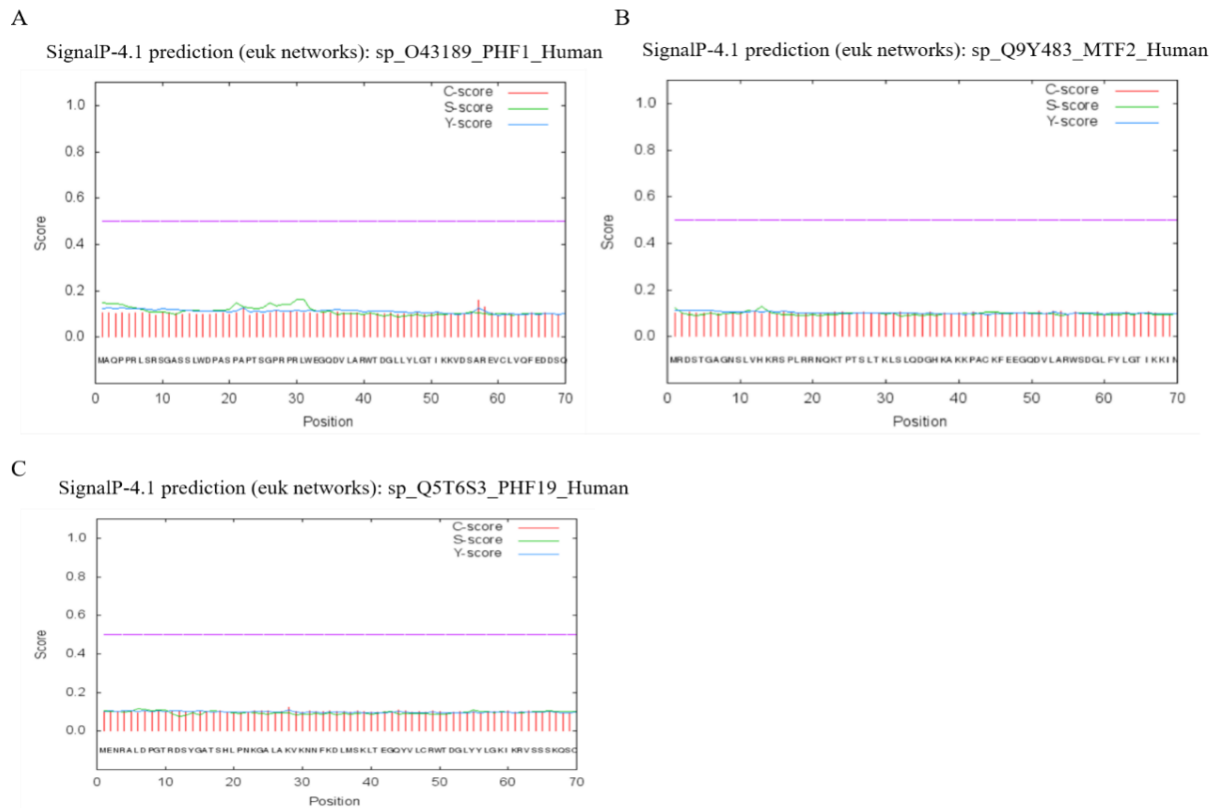 A
SignalP-4.1 prediction (euk networks): sp_O43189_PHF1_Human
C-score
S-score
Y-score
1.0
0.8
0.6
0.4
0.2
0.0
Score
MAQPPRLSRSGASSLWDPASPAPTSGPRPRLWEGQDVLARWTDGLLYLGTIKKVDSAREVCLVQFEDDSQ
0 10 20 30 40 50 60 70
Position
B
SignalP-4.1 prediction (euk networks): sp_Q9Y483_MTF2_Human
C-score
S-score
Y-score
1.0
0.8
0.6
0.4
0.2
0.0
Score
MRDSTGAGNSLVHKRSPLRRNQKTPTSLTKLSLQDGHKAKKPACKFEEGQDVLARWSDGLFYLGTIKKIN
0 10 20 30 40 50 60 70
Position
C
SignalP-4.1 prediction (euk networks): sp_Q5T6S3_PHF19_Human
C-score
S-score
Y-score
1.0
0.8
0.6
0.4
0.2
0.0
Score
MENRALDPGTRDSYGATSHLPNKGALAKVKNNFKDLMSKLTEGQYVLCRWTDGLYYLGKIKRVSSSKQSC
0 10 20 30 40 50 60 70
Position